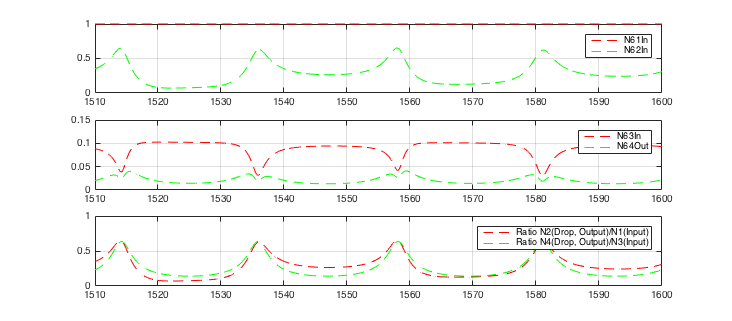 1
0.5
0
N61In
N62In
1510 1520 1530 1540 1550 1560 1570 1580 1590 1600
0.15
0.1
0.05
0
N63In
N64Out
1510 1520 1530 1540 1550 1560 1570 1580 1590 1600
1
0.5
0
Ratio N2(Drop, Output)/N1(Input)
Ratio N4(Drop, Output)/N3(Input)
1510 1520 1530 1540 1550 1560 1570 1580 1590 1600